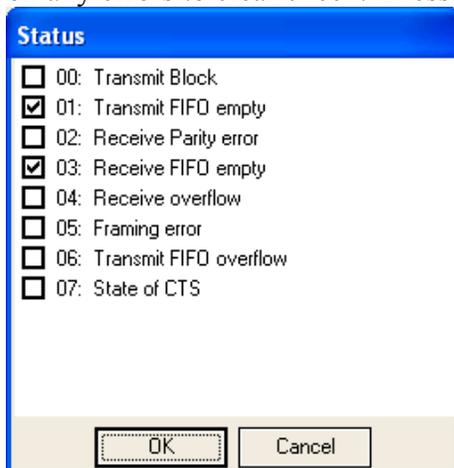 Status
00: Transmit Block
01: Transmit FIFO empty
02: Receive Parity error
03: Receive FIFO empty
04: Receive overflow
05: Framing error
06: Transmit FIFO overflow
07: State of CTS
OK Cancel